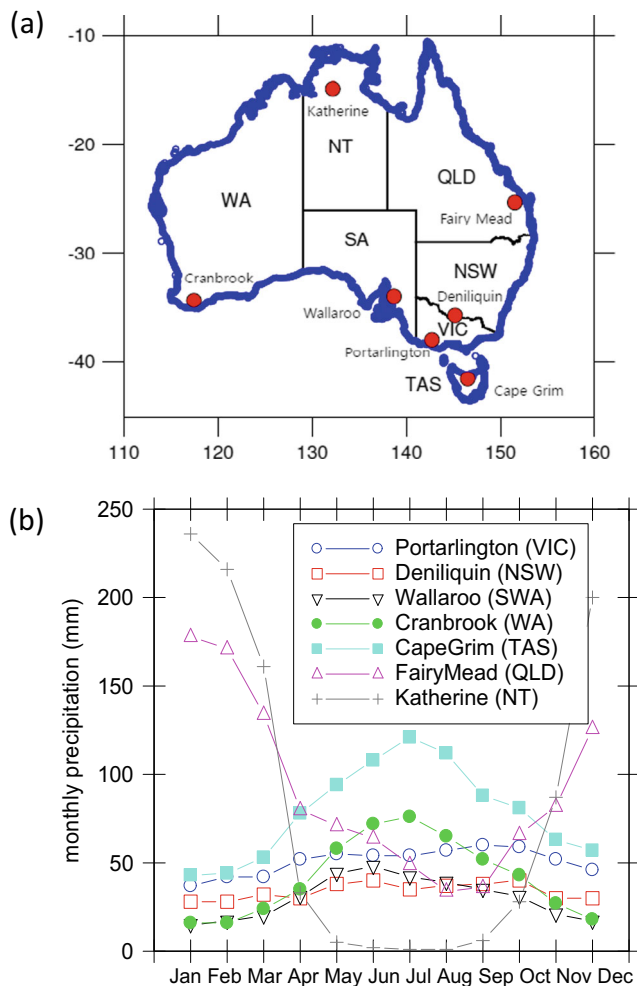 (a)
-10
-20
-30
-40
110 120 130 140 150 160
Katherine
NT
WA
QLD
Fairy Mead
SA
NSW
Cranbrook
Wallaroo
Deniliquin
VIC
Portarlington
TAS
Cape Grim
(b)
250
200
150
100
50
0
monthly precipitation (mm)
Portarlington (VIC)
Deniliquin (NSW)
Wallaroo (SWA)
Cranbrook (WA)
CapeGrim (TAS)
FairyMead (QLD)
Katherine (NT)
Jan Feb Mar Apr May Jun Jul Aug Sep Oct Nov Dec